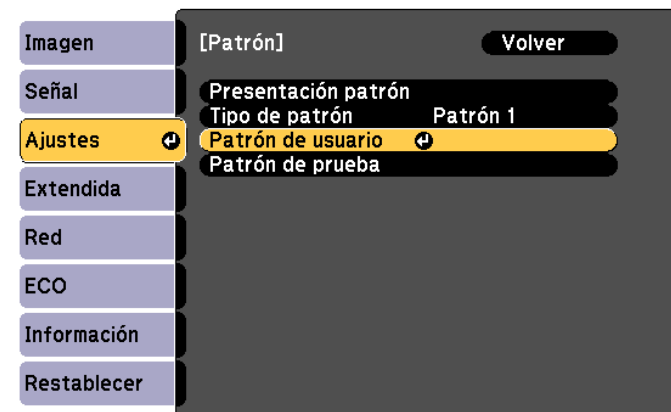 Imagen
Señal
Ajustes
Extendida
Red
ECO
Información
Restablecer
[Patrón] Volver
Presentación patrón
Tipo de patrón Patrón 1
Patrón de usuario
Patrón de prueba